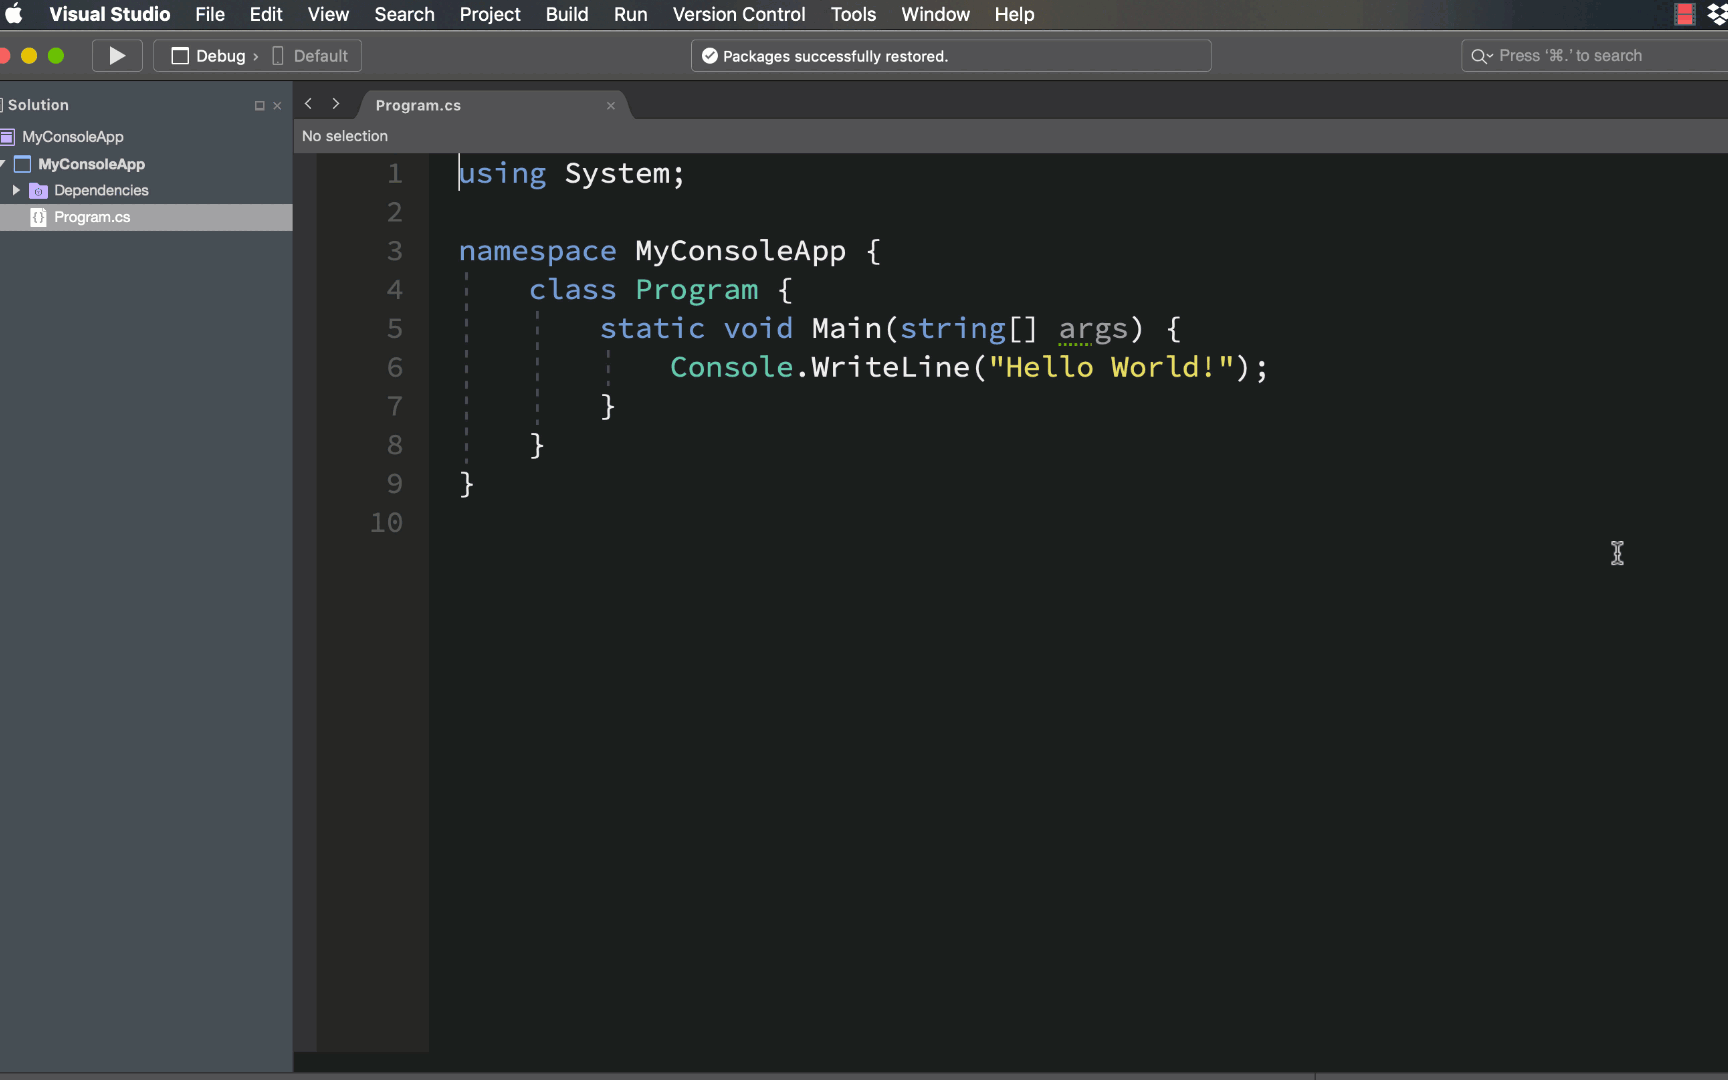 Visual Studio File Edit View Search Project Build Run Version Control Tools Window Help
Debug › Default
Packages successfully restored.
Press '⌘.' to search
Solution
MyConsoleApp
MyConsoleApp
Dependencies
Program.cs
Program.cs
No selection
1 using System;
2
3 namespace MyConsoleApp {
4     class Program {
5         static void Main(string[] args) {
6             Console.WriteLine("Hello World!");
7         }
8     }
9 }
10